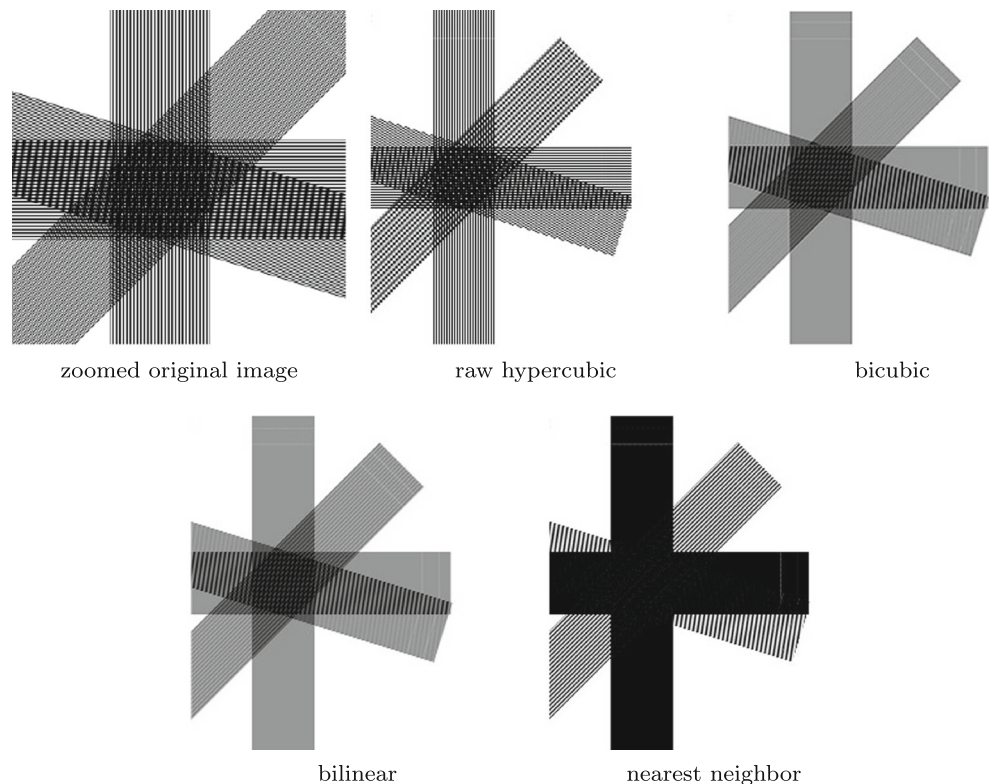 zoomed original image
raw hypercubic
bicubic
bilinear
nearest neighbor